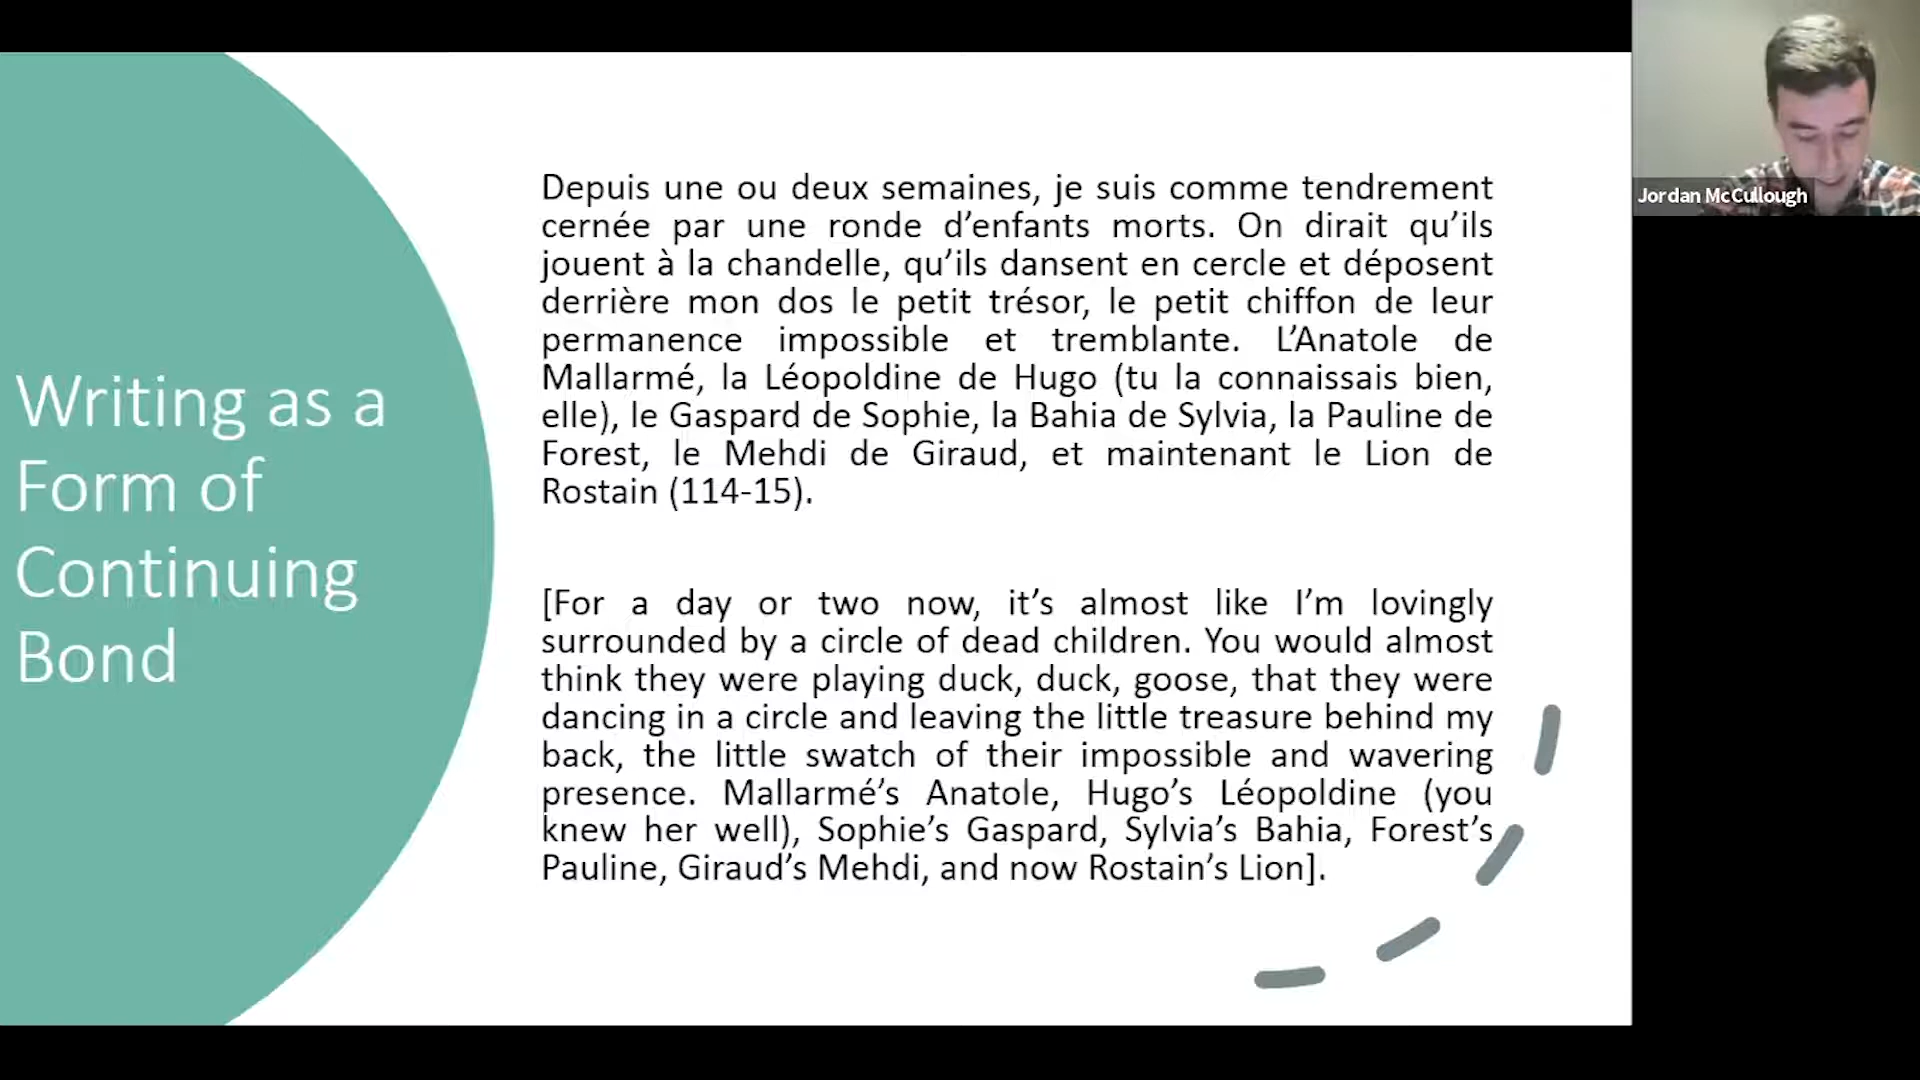 Writing as a
Form of
Continuing
Bond
Depuis une ou deux semaines, je suis comme tendrement
cernée par une ronde d’enfants morts. On dirait qu’ils
jouent à la chandelle, qu’ils dansent en cercle et déposent
derrière mon dos le petit trésor, le petit chiffon de leur
permanence impossible et tremblante. L’Anatole de
Mallarmé, la Léopoldine de Hugo (tu la connaissais bien,
elle), le Gaspard de Sophie, la Bahia de Sylvia, la Pauline de
Forest, le Mehdi de Giraud, et maintenant le Lion de
Rostain (114-15).
[For a day or two now, it’s almost like I’m lovingly
surrounded by a circle of dead children. You would almost
think they were playing duck, duck, goose, that they were
dancing in a circle and leaving the little treasure behind my
back, the little swatch of their impossible and wavering
presence. Mallarmé’s Anatole, Hugo’s Léopoldine (you
knew her well), Sophie’s Gaspard, Sylvia’s Bahia, Forest’s
Pauline, Giraud’s Mehdi, and now Rostain’s Lion].
Jordan McCullough